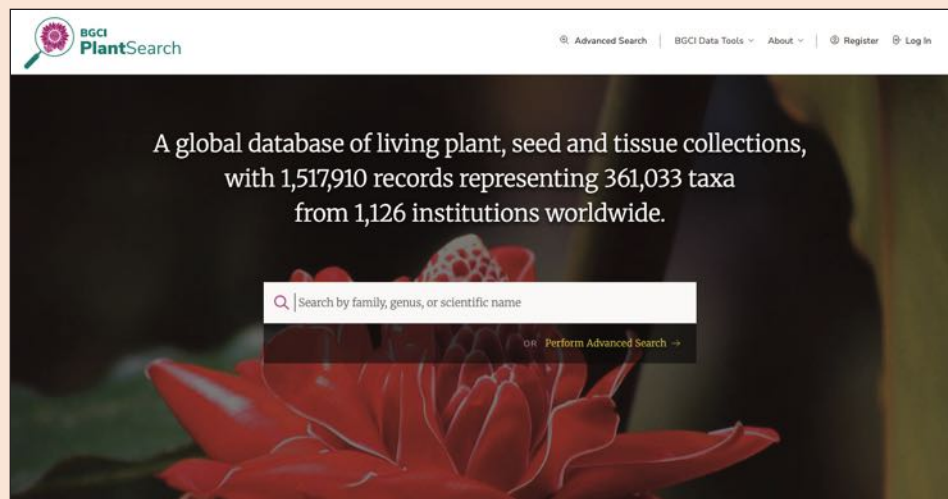 BGCI
PlantSearch
Advanced Search
BGCI Data Tools
About
Register
Log In
A global database of living plant, seed and tissue collections,
with 1,517,910 records representing 361,033 taxa
from 1,126 institutions worldwide.
Search by family, genus, or scientific name
OR Perform Advanced Search →